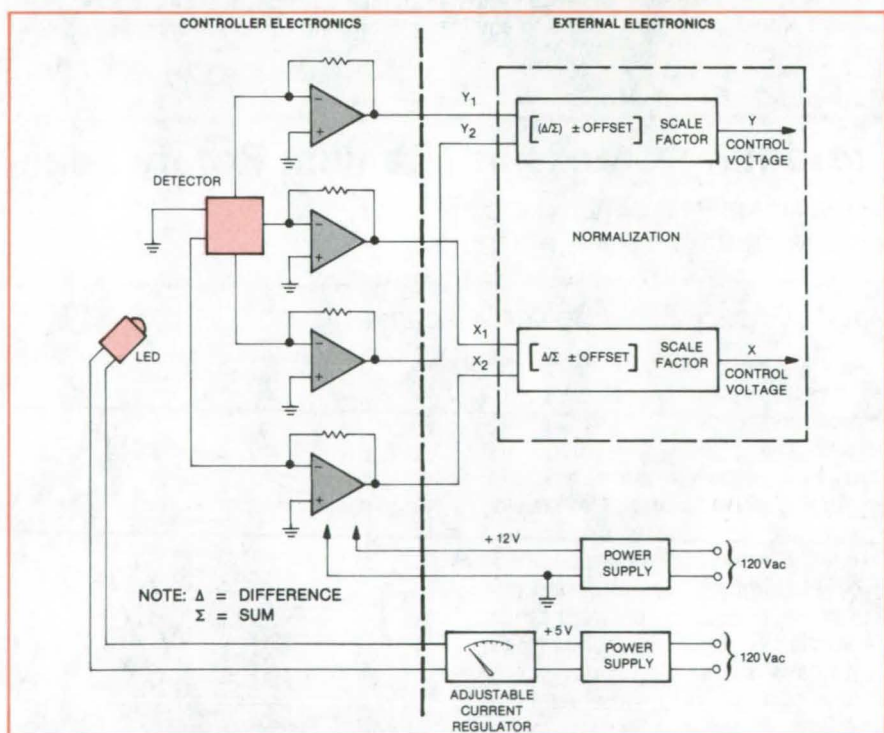 CONTROLLER ELECTRONICS
EXTERNAL ELECTRONICS
DETECTOR
LED
Y1
Y2
X1
X2
[(Δ/Σ) ± OFFSET]
SCALE
FACTOR
Y
CONTROL
VOLTAGE
NORMALIZATION
[Δ/Σ ± OFFSET]
SCALE
FACTOR
X
CONTROL
VOLTAGE
+ 12 V
POWER
SUPPLY
120 Vac
NOTE: Δ = DIFFERENCE
Σ = SUM
+ 5 V
POWER
SUPPLY
120 Vac
ADJUSTABLE
CURRENT
REGULATOR